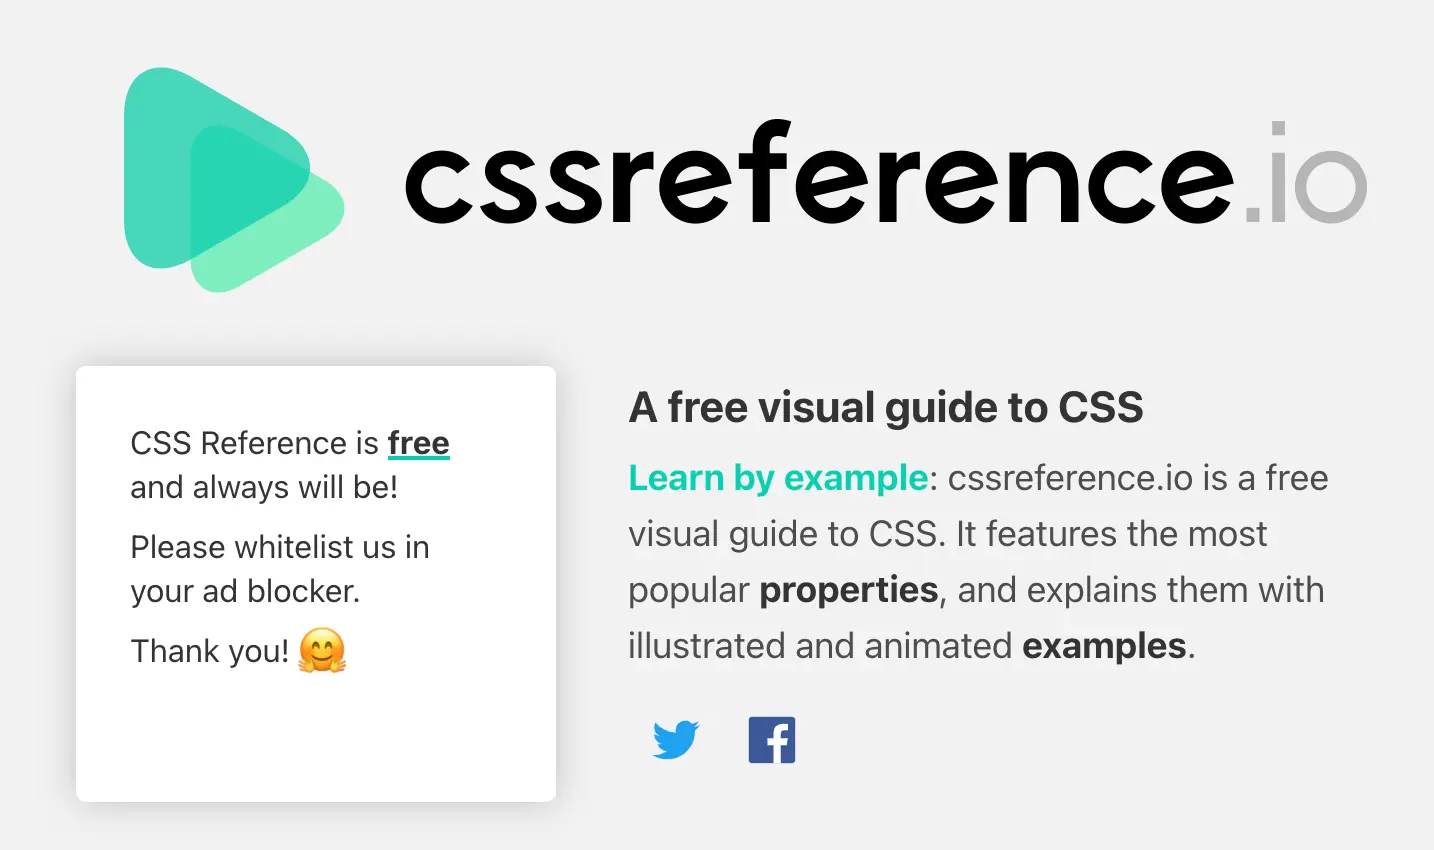 cssreference.io
CSS Reference is free
and always will be!
Please whitelist us in
your ad blocker.
Thank you! 🤗
A free visual guide to CSS
Learn by example: cssreference.io is a free
visual guide to CSS. It features the most
popular properties, and explains them with
illustrated and animated examples.